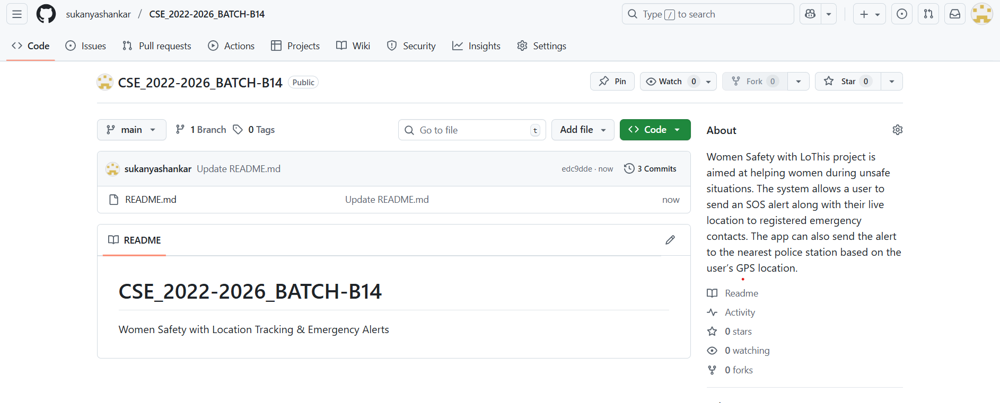 sukanyashankar / CSE_2022-2026_BATCH-B14
Type / to search
Code Issues Pull requests Actions Projects Wiki Security Insights Settings
CSE_2022-2026_BATCH-B14 Public
Pin Watch 0 Fork 0 Star 0
main 1 Branch 0 Tags
Go to file t Add file Code
sukanyashankar Update README.md edc9dde · now 3 Commits
README.md Update README.md now
README
CSE_2022-2026_BATCH-B14
Women Safety with Location Tracking & Emergency Alerts
About
Women Safety with LoThis project is
aimed at helping women during unsafe
situations. The system allows a user to
send an SOS alert along with their live
location to registered emergency
contacts. The app can also send the alert
to the nearest police station based on the
user’s GPS location.
Readme
Activity
0 stars
0 watching
0 forks